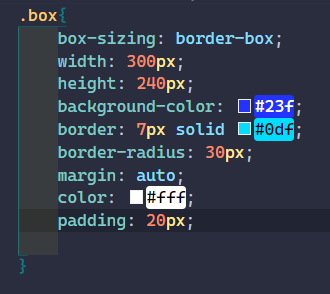 .box{
box-sizing: border-box;
width: 300px;
height: 240px;
background-color: #23f;
border: 7px solid #0df;
border-radius: 30px;
margin: auto;
color: #fff;
padding: 20px;
}